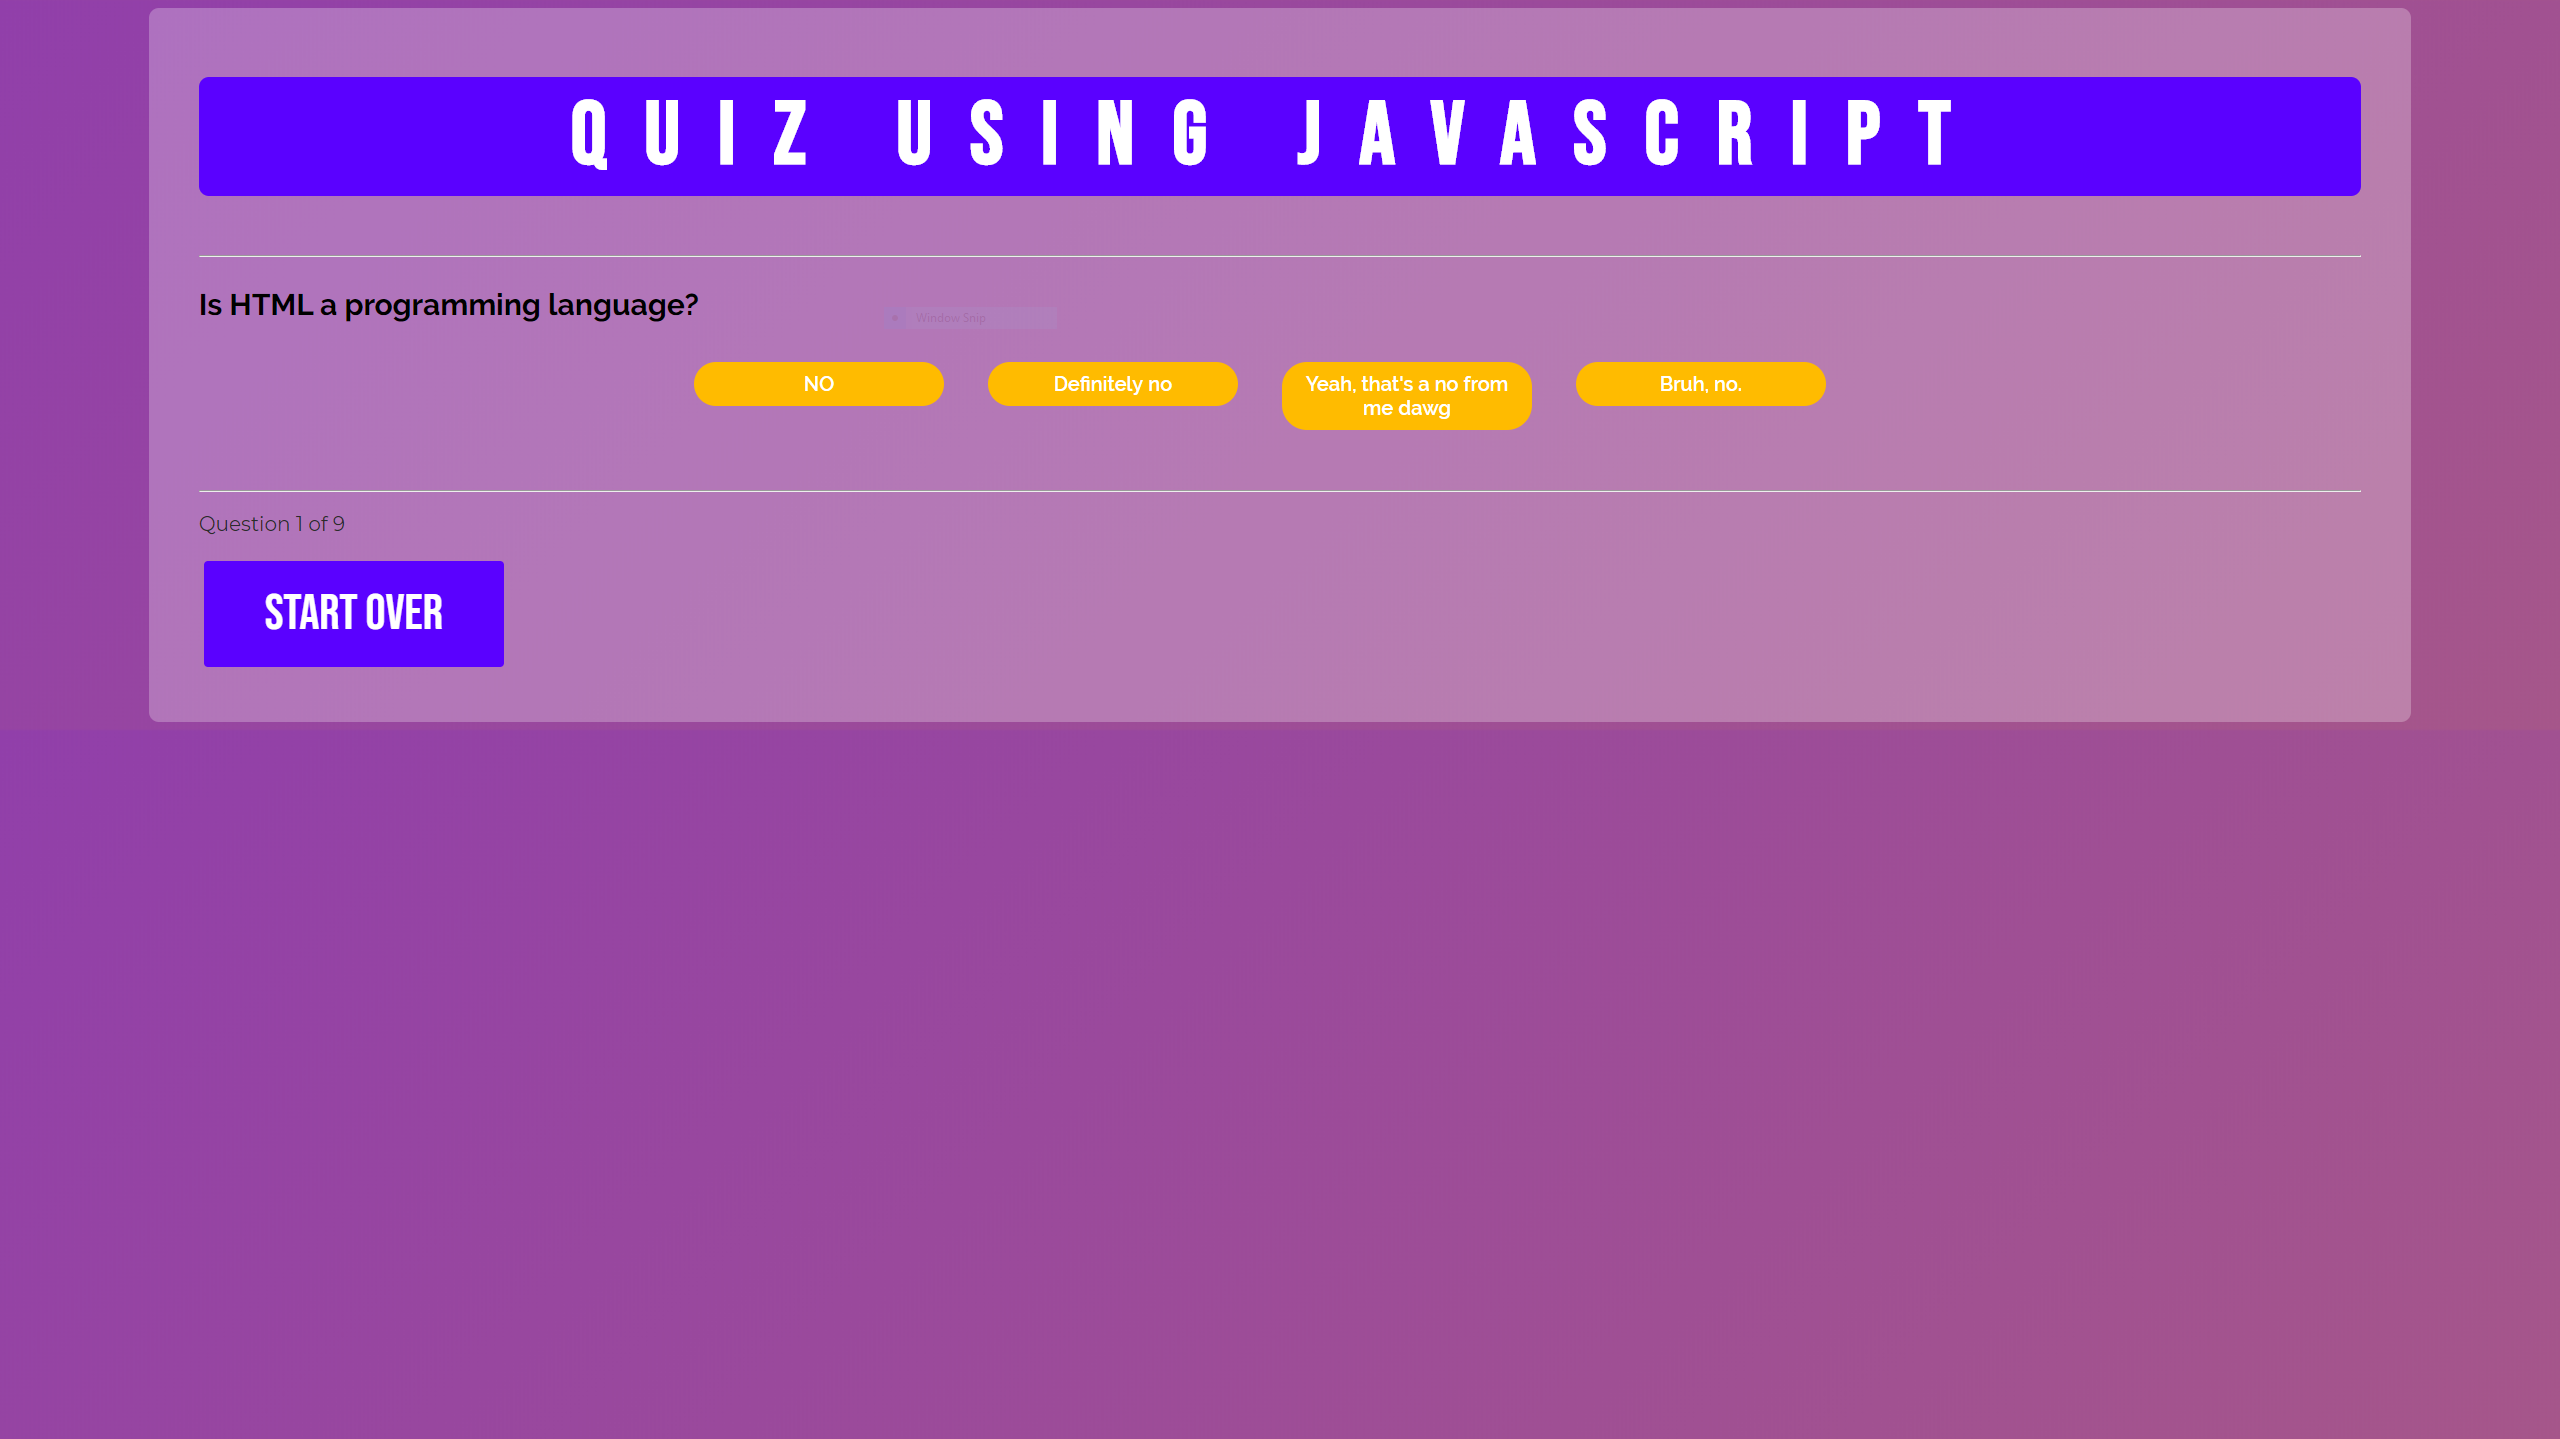 QUIZ USING JAVASCRIPT
Is HTML a programming language?
Window Snip
NO
Definitely no
Yeah, that's a no from
me dawg
Bruh, no.
Question 1 of 9
START OVER